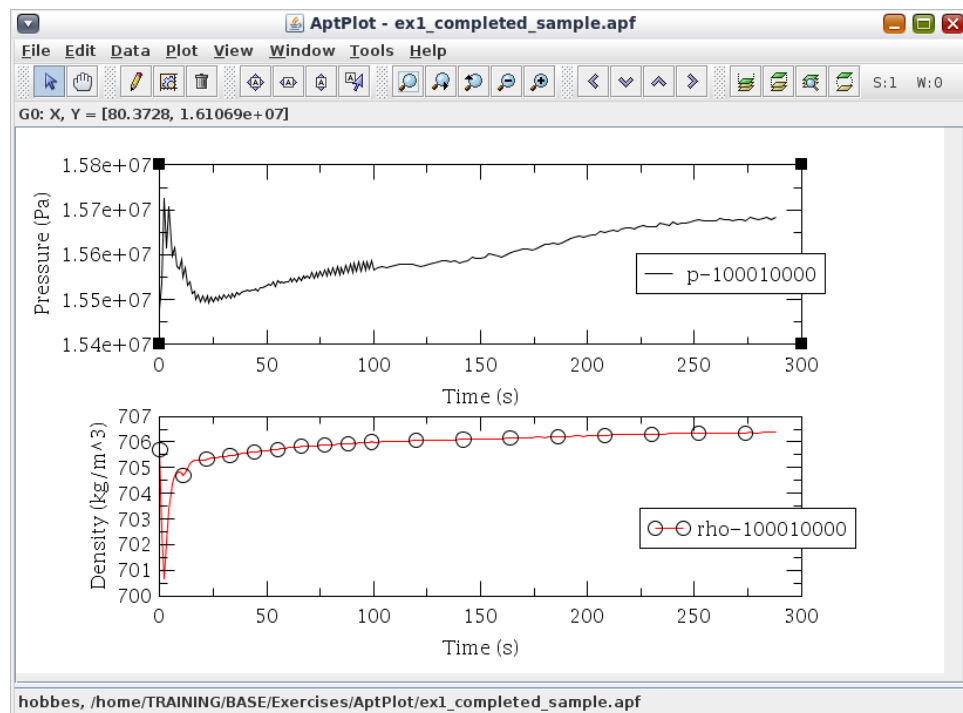 AptPlot - ex1_completed_sample.apf
File Edit Data Plot View Window Tools Help
S:1 W:0
G0: X, Y = [80.3728, 1.61069e+07]
1.58e+07
1.57e+07
1.56e+07
1.55e+07
1.54e+07
Pressure (Pa)
p-100010000
0 50 100 150 200 250 300
Time (s)
707
706
705
704
703
702
701
700
Density (kg/m^3)
rho-100010000
0 50 100 150 200 250 300
Time (s)
hobbes, /home/TRAINING/BASE/Exercises/AptPlot/ex1_completed_sample.apf